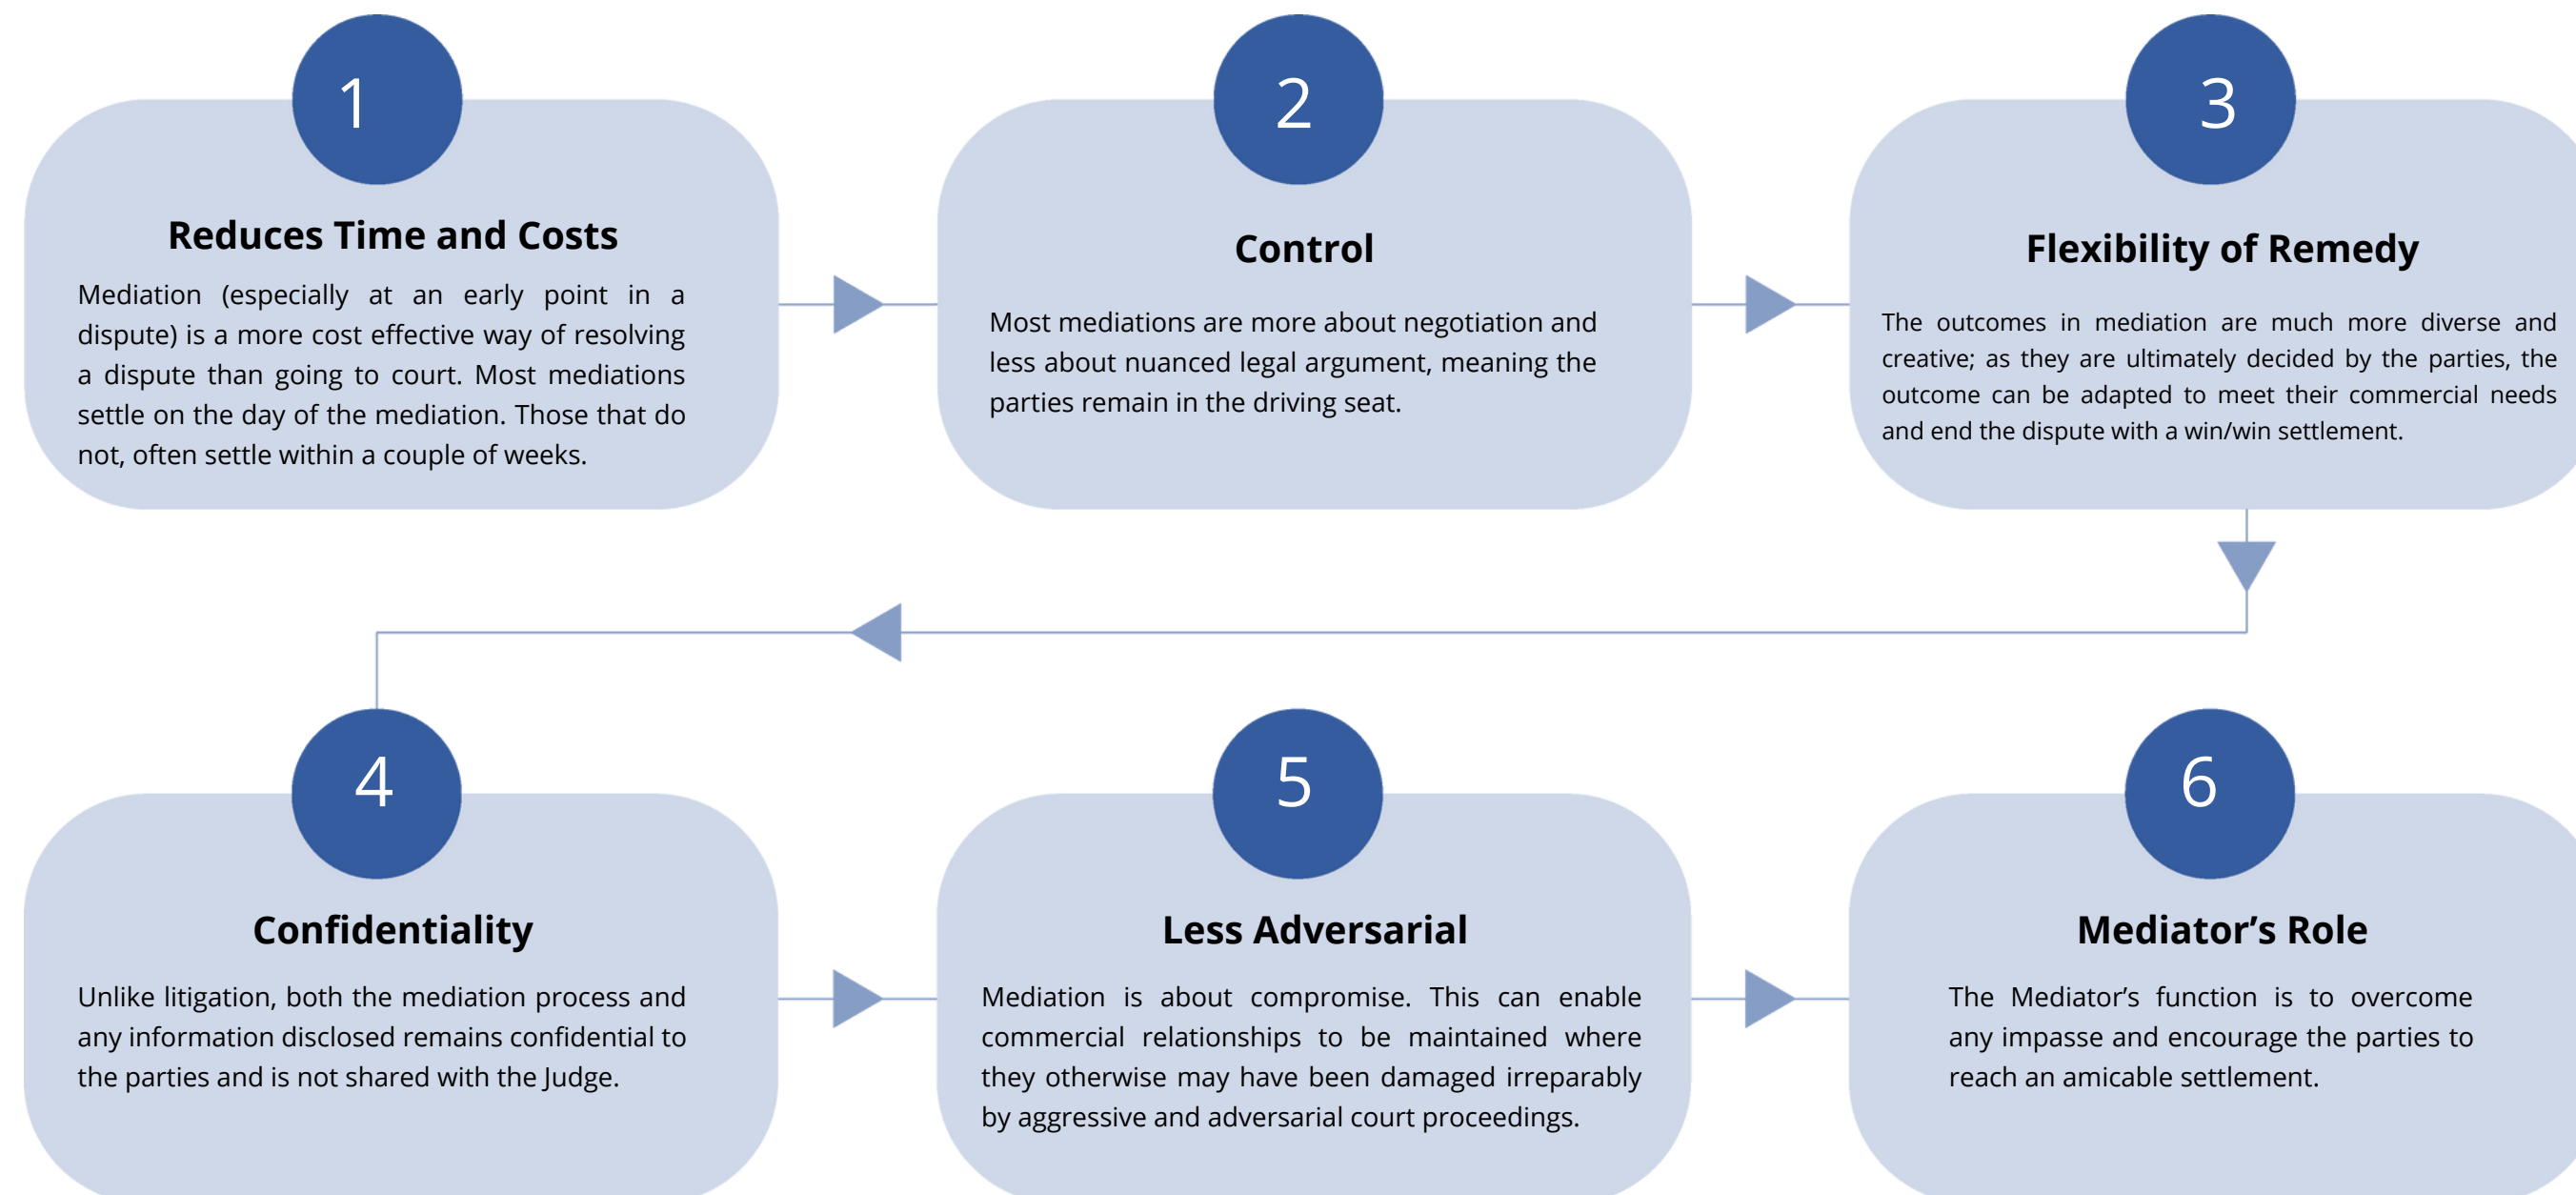 1
Reduces Time and Costs
Mediation (especially at an early point in a
dispute) is a more cost effective way of resolving
a dispute than going to court. Most mediations
settle on the day of the mediation. Those that do
not, often settle within a couple of weeks.
2
Control
Most mediations are more about negotiation and
less about nuanced legal argument, meaning the
parties remain in the driving seat.
3
Flexibility of Remedy
The outcomes in mediation are much more diverse and
creative; as they are ultimately decided by the parties, the
outcome can be adapted to meet their commercial needs
and end the dispute with a win/win settlement.
4
Confidentiality
Unlike litigation, both the mediation process and
any information disclosed remains confidential to
the parties and is not shared with the Judge.
5
Less Adversarial
Mediation is about compromise. This can enable
commercial relationships to be maintained where
they otherwise may have been damaged irreparably
by aggressive and adversarial court proceedings.
6
Mediator’s Role
The Mediator’s function is to overcome
any impasse and encourage the parties to
reach an amicable settlement.